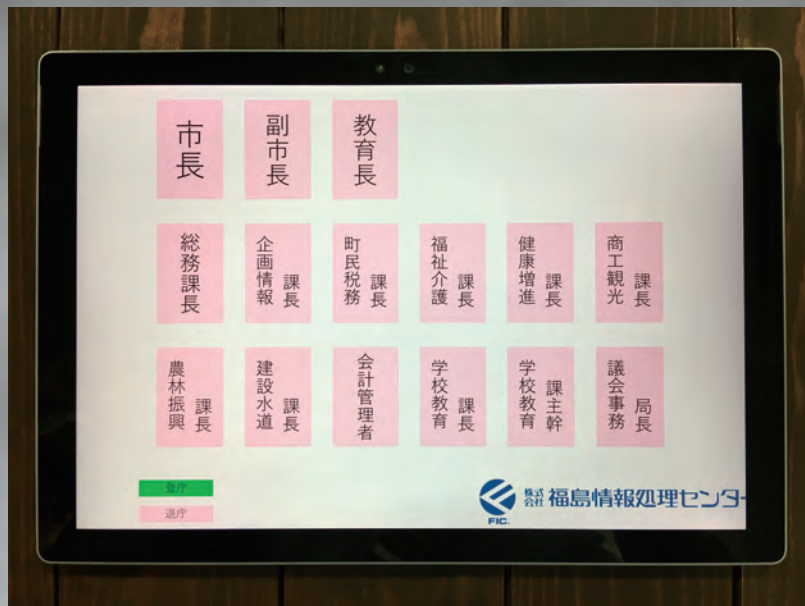 市長
副市長
教育長
総務課長
企画情報
課長
町民税務
課長
福祉介護
課長
健康増進
課長
商工観光
課長
農林振興
課長
建設水道
課長
会計管理者
学校教育
課長
学校教育
課主幹
議会事務
局長
登庁
退庁
FIC.
株式会社 福島情報処理センター